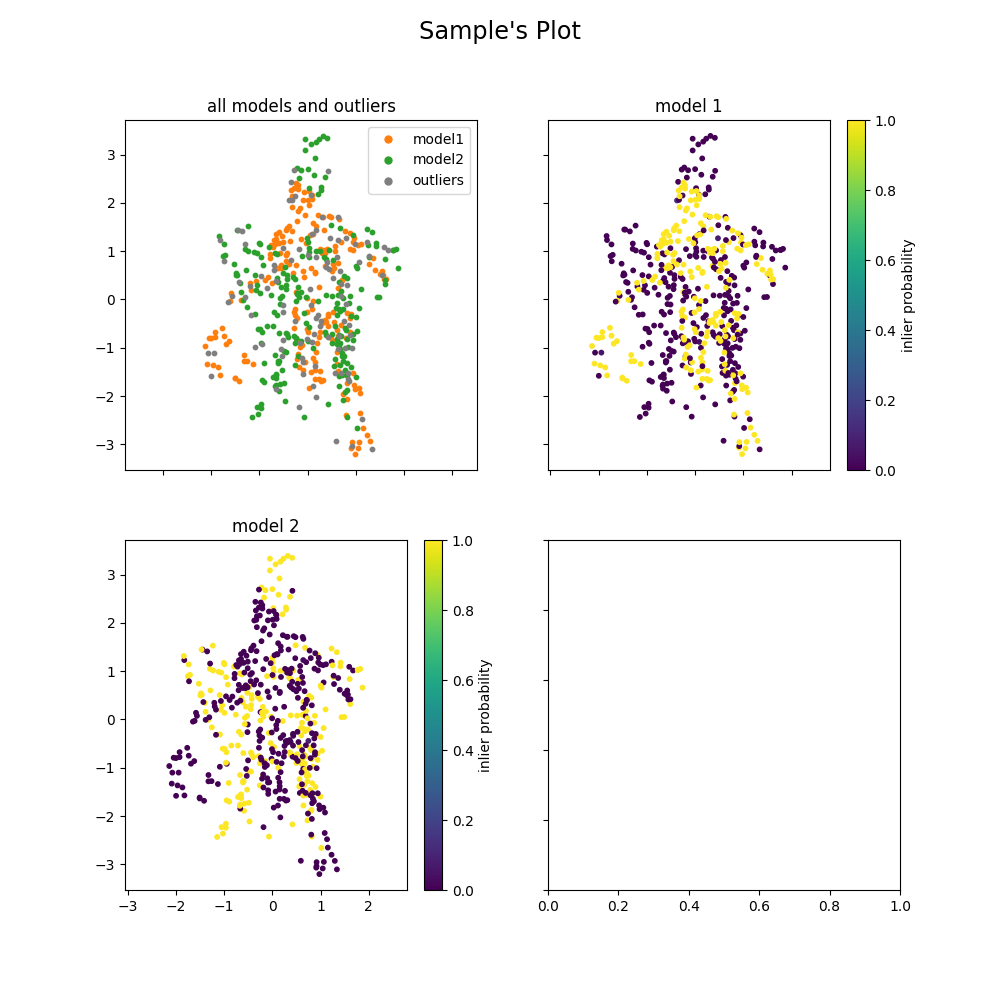 Sample's Plot
all models and outliers
model1
model2
outliers
3
2
1
0
−1
−2
−3
model 1
1.0
0.8
0.6
0.4
0.2
0.0
inlier probability
model 2
3
2
1
0
−1
−2
−3
−3 −2 −1 0 1 2
1.0
0.8
0.6
0.4
0.2
0.0
inlier probability
0.0 0.2 0.4 0.6 0.8 1.0